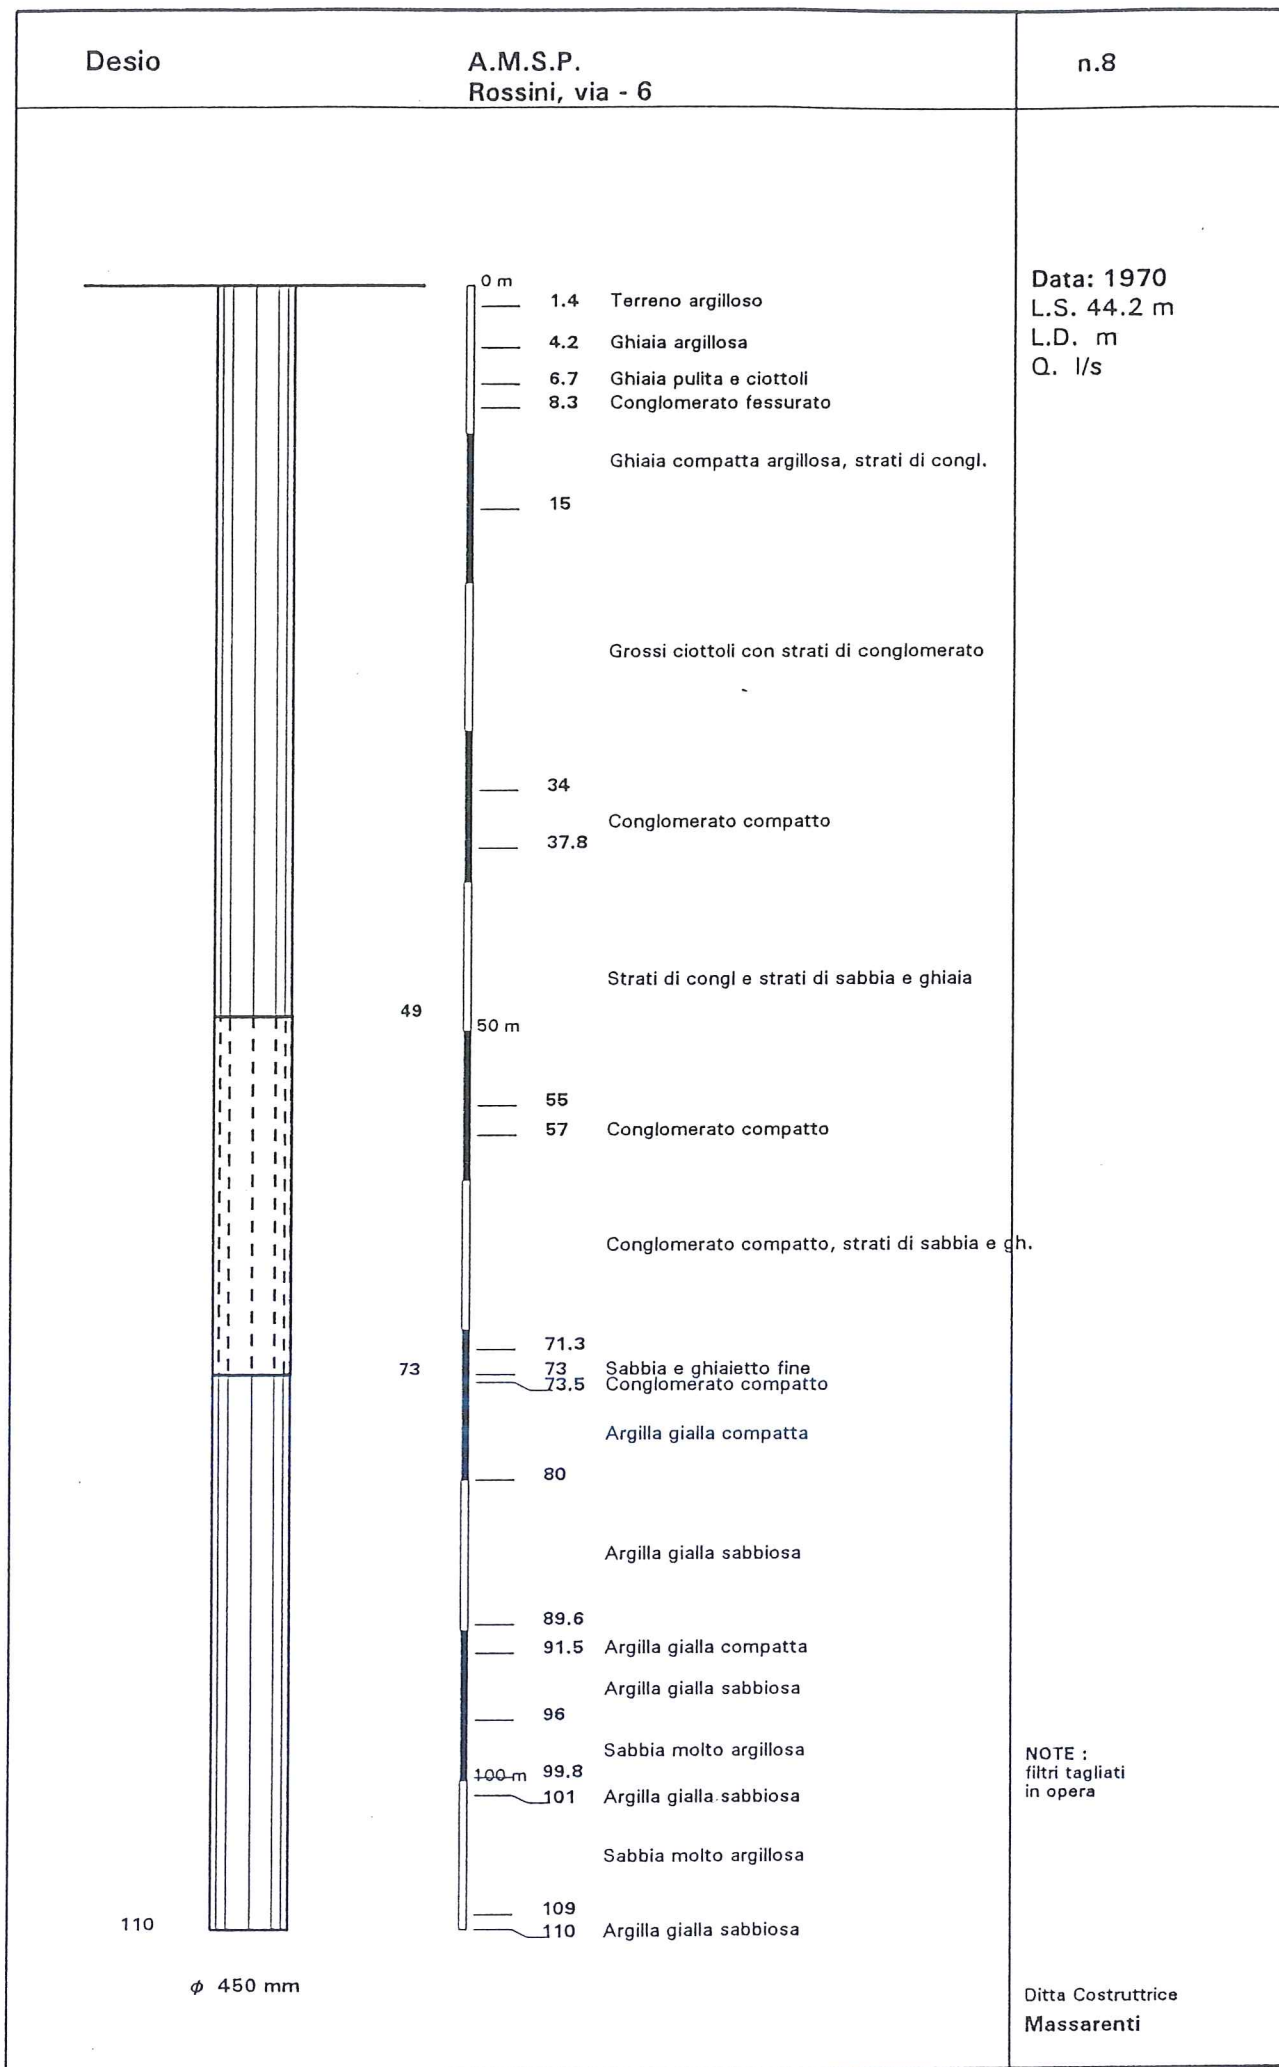 Desio
A.M.S.P.
Rossini, via - 6
n.8
Data: 1970
L.S. 44.2 m
L.D. m
Q. l/s
0 m
1.4 Terreno argilloso
4.2 Ghiaia argillosa
6.7 Ghiaia pulita e ciottoli
8.3 Conglomerato fessurato
Ghiaia compatta argillosa, strati di congl.
15
Grossi ciottoli con strati di conglomerato
34
Conglomerato compatto
37.8
Strati di congl e strati di sabbia e ghiaia
49
50 m
55
57 Conglomerato compatto
Conglomerato compatto, strati di sabbia e gh.
71.3
73 73 Sabbia e ghiaietto fine
73.5 Conglomerato compatto
Argilla gialla compatta
80
Argilla gialla sabbiosa
89.6
91.5 Argilla gialla compatta
Argilla gialla sabbiosa
96
Sabbia molto argillosa
100 m 99.8
101 Argilla gialla sabbiosa
Sabbia molto argillosa
109
110 110 Argilla gialla sabbiosa
φ 450 mm
NOTE :
filtri tagliati
in opera
Ditta Costruttrice
Massarenti